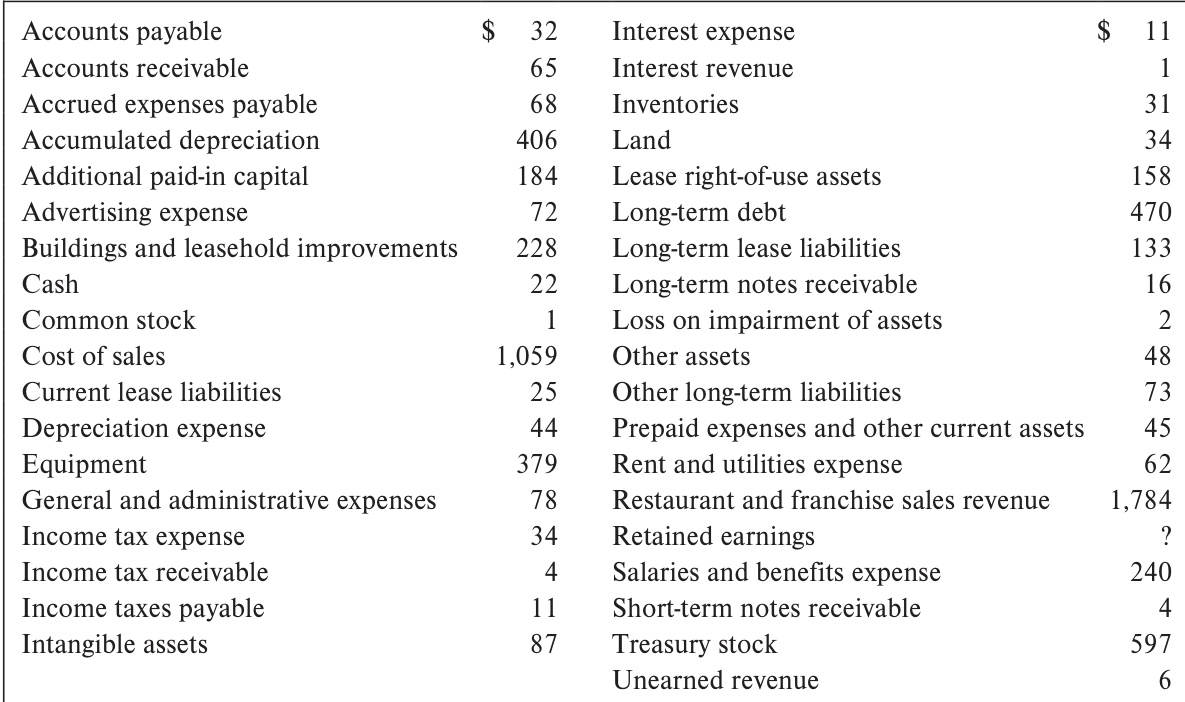 Accounts payable $ 32
Accounts receivable 65
Accrued expenses payable 68
Accumulated depreciation 406
Additional paid-in capital 184
Advertising expense 72
Buildings and leasehold improvements 228
Cash 22
Common stock 1
Cost of sales 1,059
Current lease liabilities 25
Depreciation expense 44
Equipment 379
General and administrative expenses 78
Income tax expense 34
Income tax receivable 4
Income taxes payable 11
Intangible assets 87
Interest expense $ 11
Interest revenue 1
Inventories 31
Land 34
Lease right-of-use assets 158
Long-term debt 470
Long-term lease liabilities 133
Long-term notes receivable 16
Loss on impairment of assets 2
Other assets 48
Other long-term liabilities 73
Prepaid expenses and other current assets 45
Rent and utilities expense 62
Restaurant and franchise sales revenue 1,784
Retained earnings ?
Salaries and benefits expense 240
Short-term notes receivable 4
Treasury stock 597
Unearned revenue 6